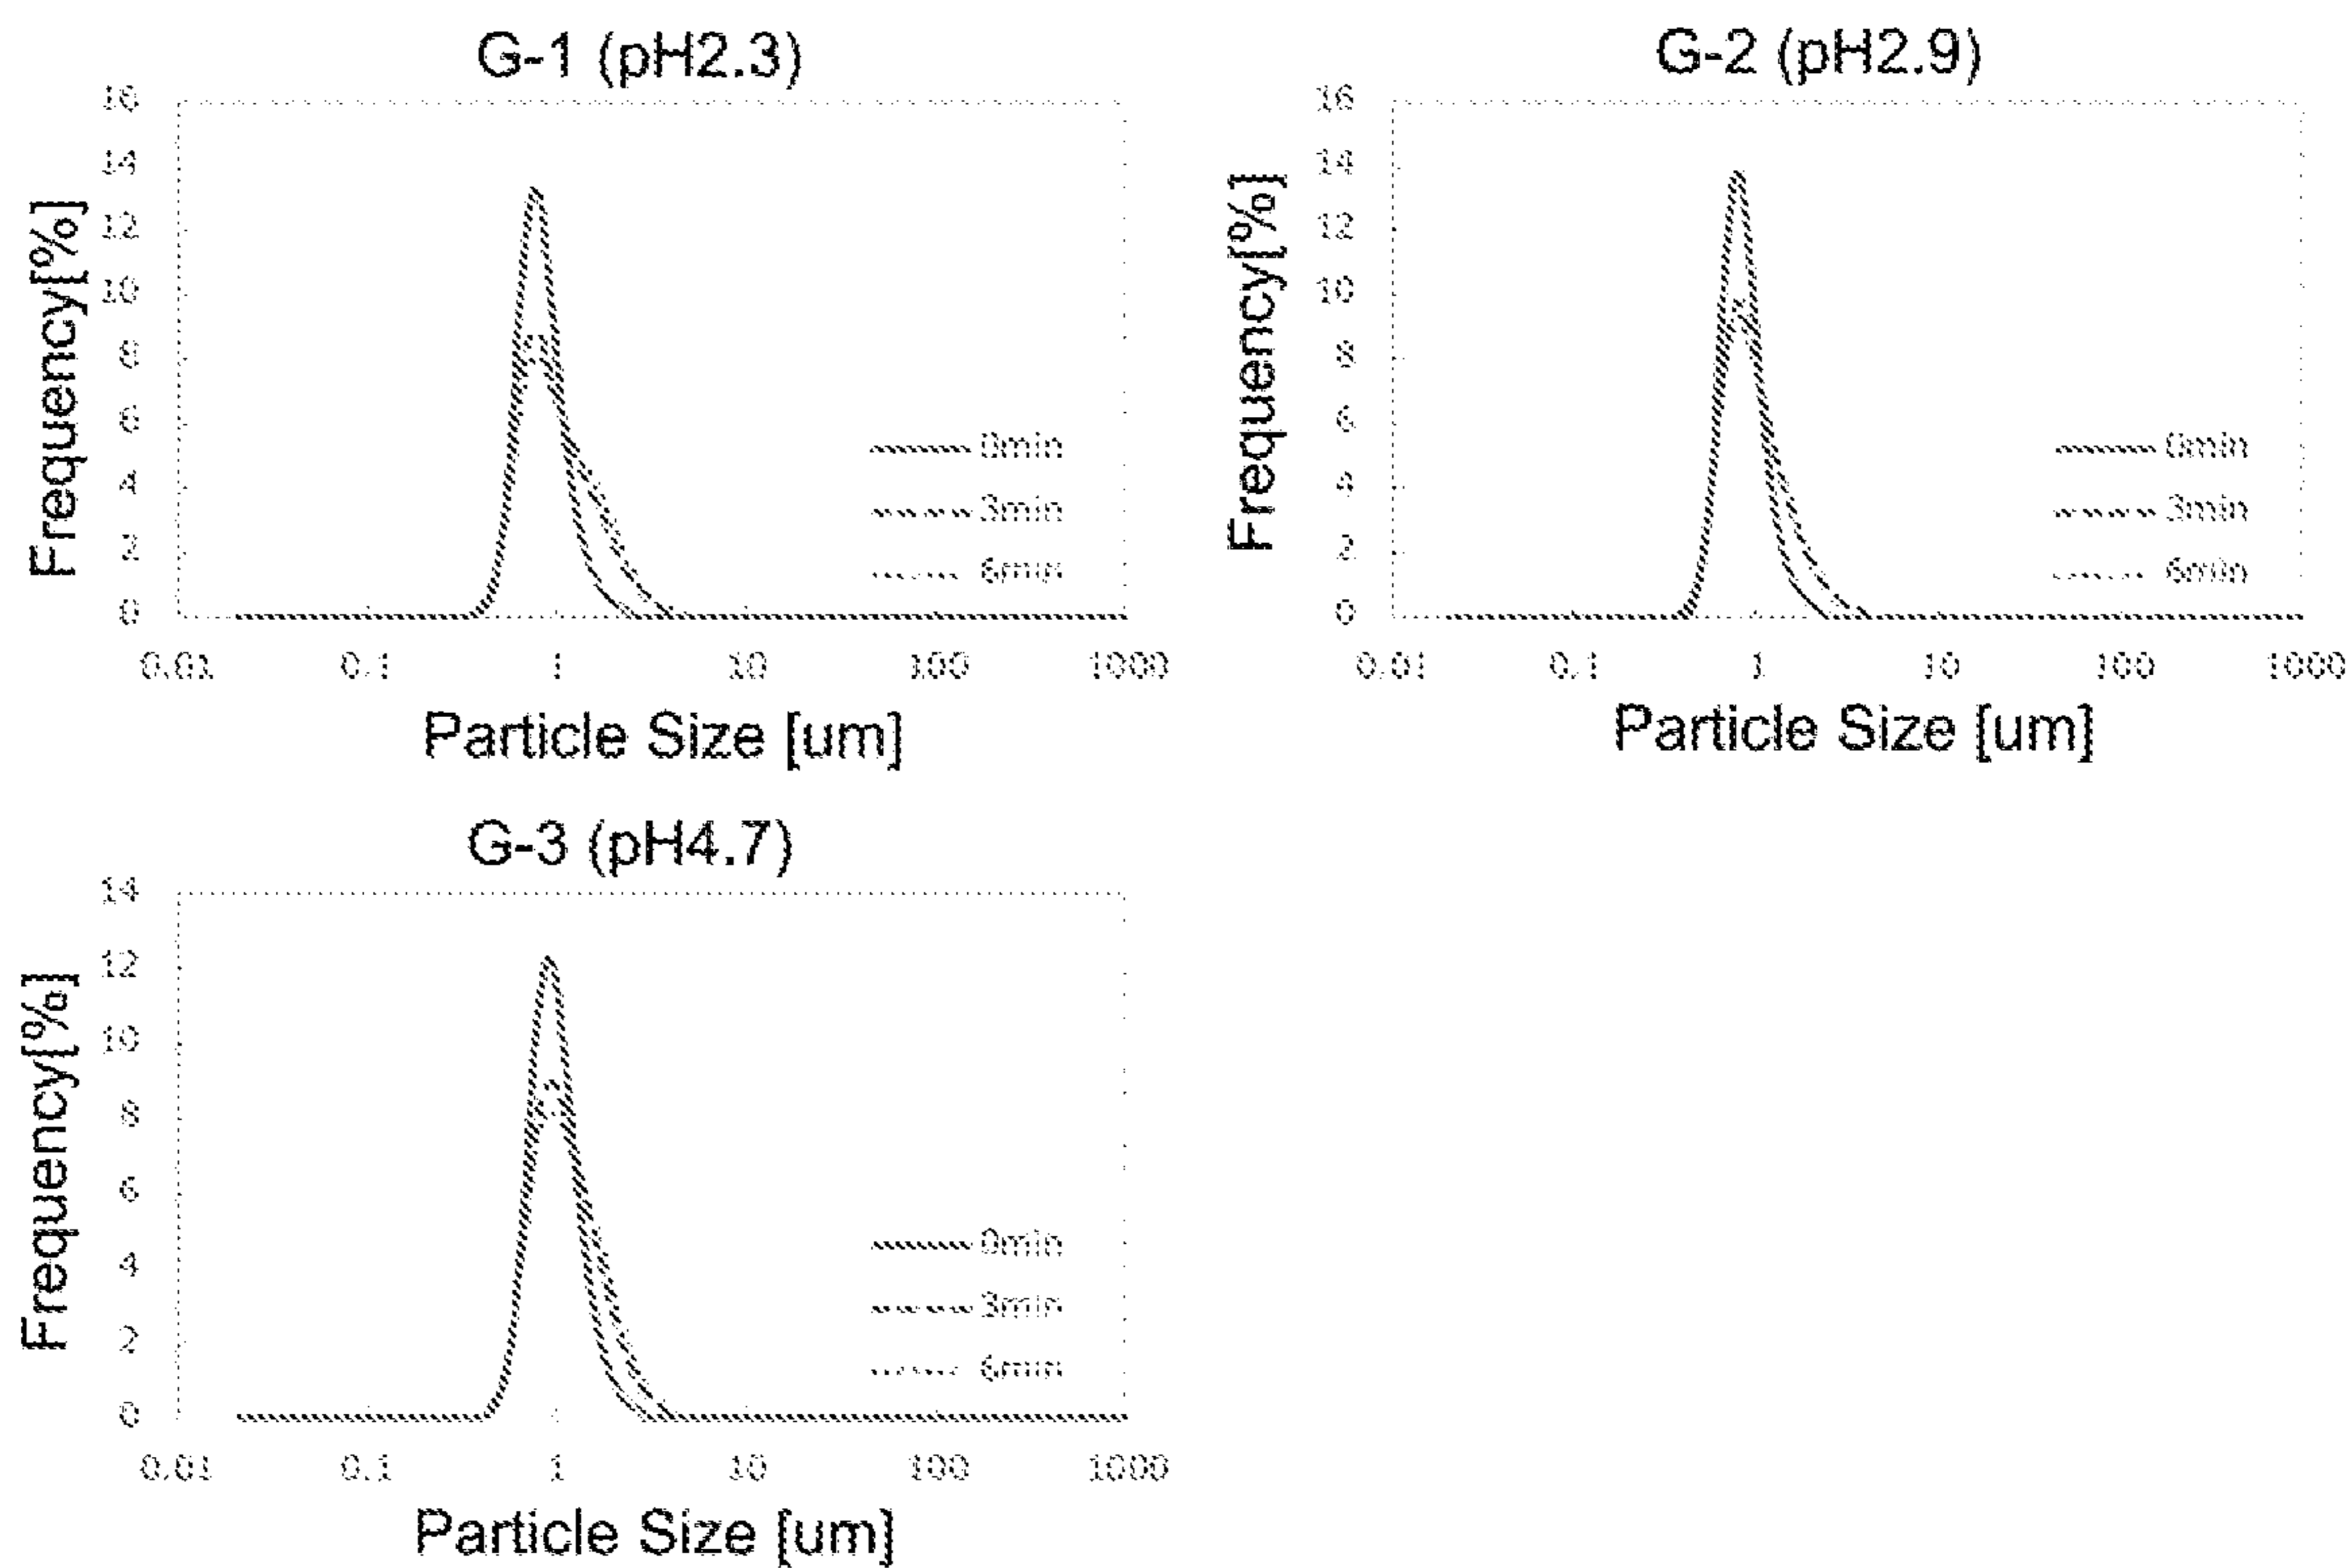 G-1 (pH2.3)
Frequency[%]
16
14
12
10
8
6
4
2
0
0min
3min
6min
0.01 0.1 1 10 100 1000
Particle Size [um]
G-2 (pH2.9)
Frequency[%]
16
14
12
10
8
6
4
2
0
0min
3min
6min
0.01 0.1 1 10 100 1000
Particle Size [um]
G-3 (pH4.7)
Frequency[%]
14
12
10
8
6
4
2
0
0min
3min
6min
0.01 0.1 1 10 100 1000
Particle Size [um]